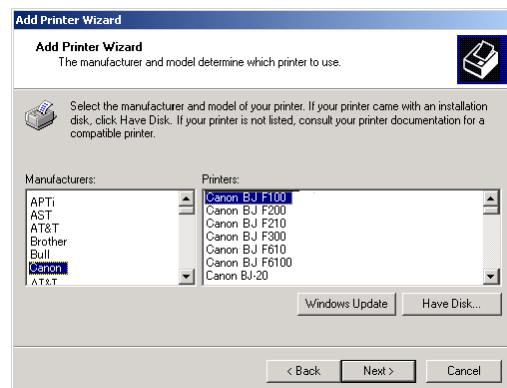 Add Printer Wizard
Add Printer Wizard
The manufacturer and model determine which printer to use.
Select the manufacturer and model of your printer. If your printer came with an installation
disk, click Have Disk. If your printer is not listed, consult your printer documentation for a
compatible printer.
Manufacturers:
APTi
AST
AT&T
Brother
Bull
Canon
AT&T
Printers:
Canon BJ F100
Canon BJ F200
Canon BJ F210
Canon BJ F300
Canon BJ F610
Canon BJ F6100
Canon BJ-20
Windows Update
Have Disk...
< Back
Next >
Cancel